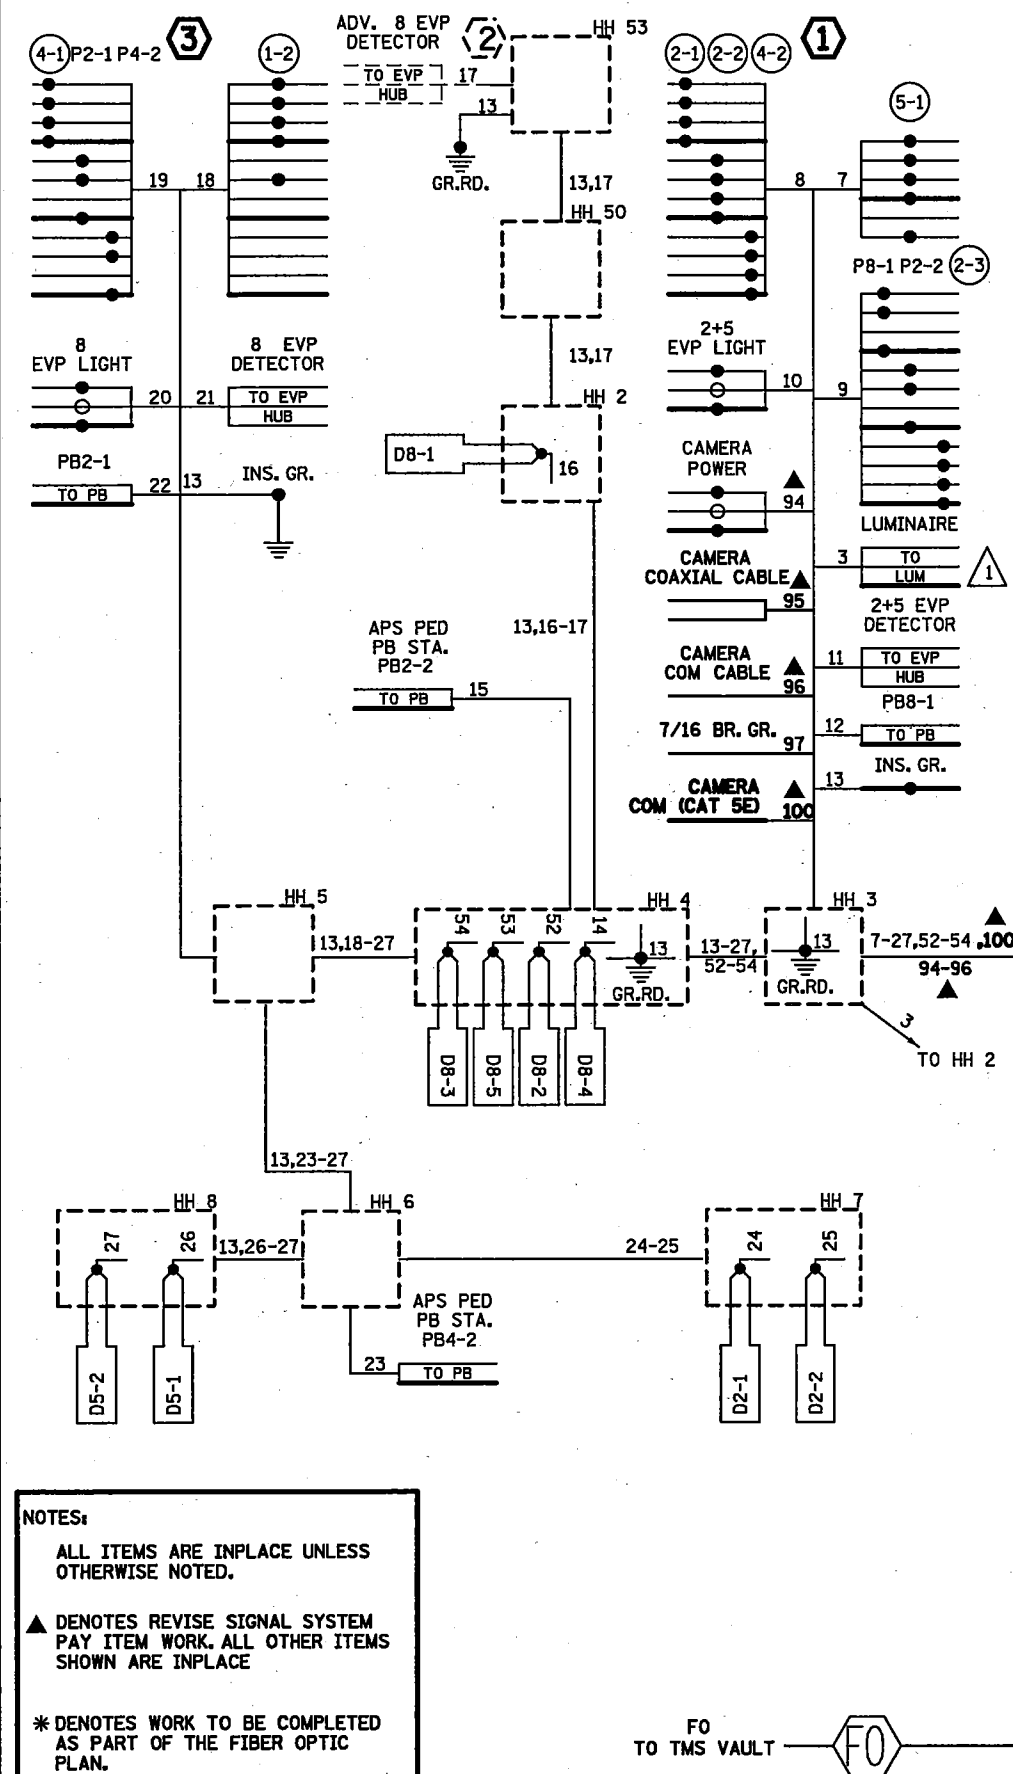 4-1 P2-1 P4-2
3
1-2
19 18
8
EVP LIGHT
8 EVP
DETECTOR
20 21
TO EVP
HUB
PB2-1
TO PB
22 13
INS. GR.
ADV. 8 EVP
DETECTOR
2
HH 53
TO EVP
HUB
17
13
GR.RD.
13,17
HH 50
13,17
HH 2
D8-1
16
13,16-17
APS PED
PB STA.
PB2-2
TO PB
15
2-1 2-2 4-2
1
5-1
8 7
P8-1 P2-2 2-3
2+5
EVP LIGHT
10
9
CAMERA
POWER
94
LUMINAIRE
CAMERA
COAXIAL CABLE
95
3
TO
LUM
1
2+5 EVP
DETECTOR
CAMERA
COM CABLE
96
11
TO EVP
HUB
PB8-1
7/16 BR. GR.
97
12
TO PB
INS. GR.
13
CAMERA
COM (CAT 5E)
100
HH 5
13,18-27
HH 4
54
53
52
14
13
GR.RD.
D8-3
D8-5
D8-2
D8-4
13-27,
52-54
HH 3
13
GR.RD.
7-27,52-54 ,100
94-96
3
TO HH 2
13,23-27
HH 8
27
26
D5-2
D5-1
13,26-27
HH 6
24-25
HH 7
24
25
D2-1
D2-2
APS PED
PB STA.
PB4-2
23
TO PB
NOTES:
ALL ITEMS ARE INPLACE UNLESS
OTHERWISE NOTED.
▲ DENOTES REVISE SIGNAL SYSTEM
PAY ITEM WORK. ALL OTHER ITEMS
SHOWN ARE INPLACE
* DENOTES WORK TO BE COMPLETED
AS PART OF THE FIBER OPTIC
PLAN.
FO
TO TMS VAULT
FO